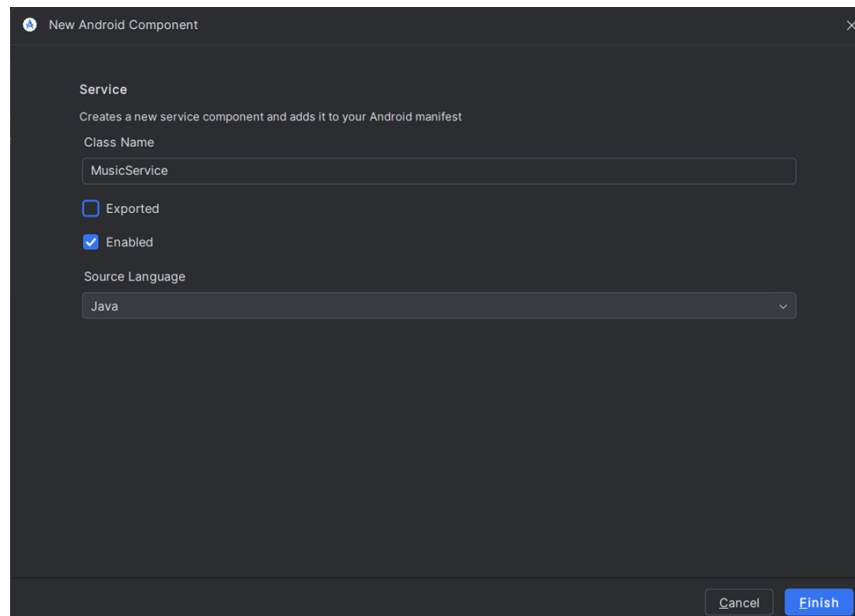 New Android Component
Service
Creates a new service component and adds it to your Android manifest
Class Name
MusicService
Exported
Enabled
Source Language
Java
Cancel
Finish